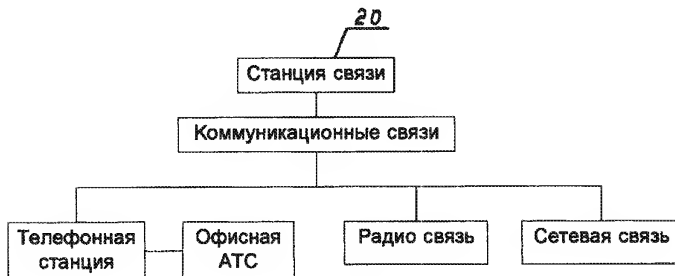 20
Станция связи
Коммуникационные связи
Телефонная
станция
Офисная
АТС
Радио связь
Сетевая связь